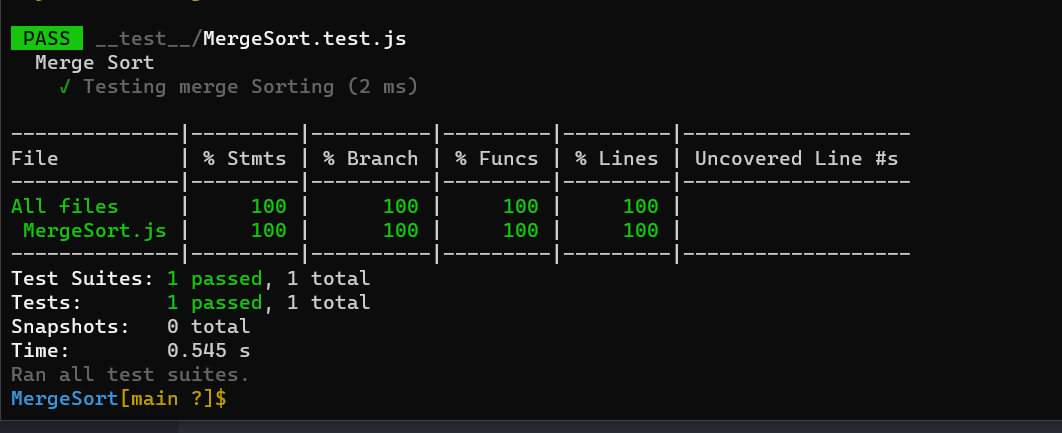 PASS __test__/MergeSort.test.js
Merge Sort
√ Testing merge Sorting (2 ms)
--------------|---------|----------|---------|---------|-------------------
File | % Stmts | % Branch | % Funcs | % Lines | Uncovered Line #s
--------------|---------|----------|---------|---------|-------------------
All files | 100 | 100 | 100 | 100 |
MergeSort.js | 100 | 100 | 100 | 100 |
--------------|---------|----------|---------|---------|-------------------
Test Suites: 1 passed, 1 total
Tests: 1 passed, 1 total
Snapshots: 0 total
Time: 0.545 s
Ran all test suites.
MergeSort[main ?]$